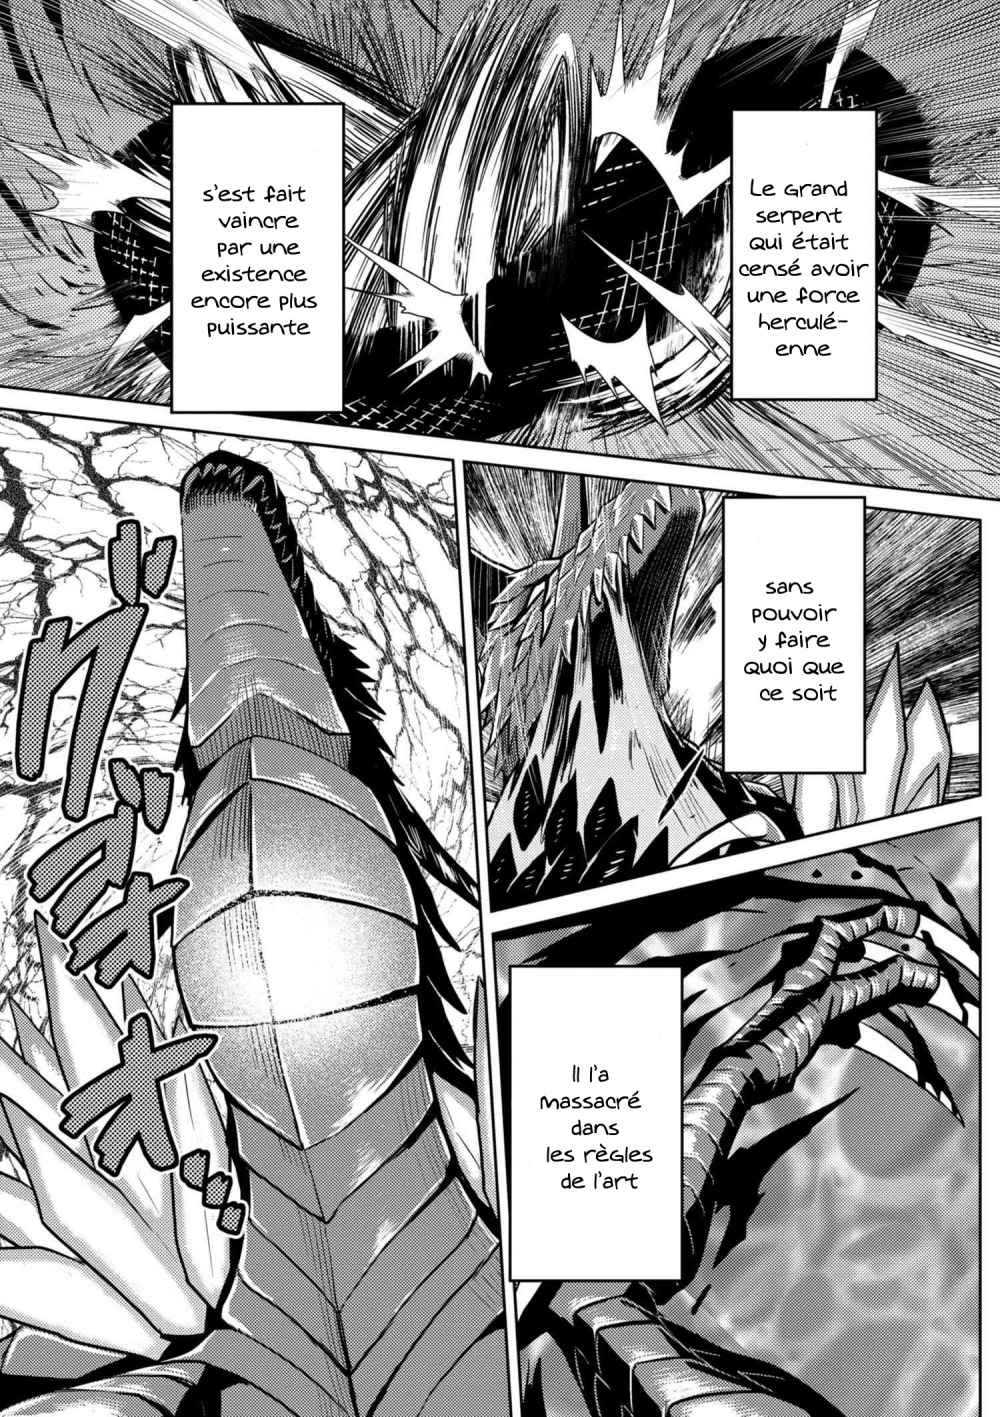 Le grand
serpent
qui était
censé avoir
une force
herculé-
enne
s'est fait
vaincre
par une
existence
encore plus
puissante
sans
pouvoir
y faire
quoi que
ce soit
Il l'a
massacré
dans
les règles
de l'art